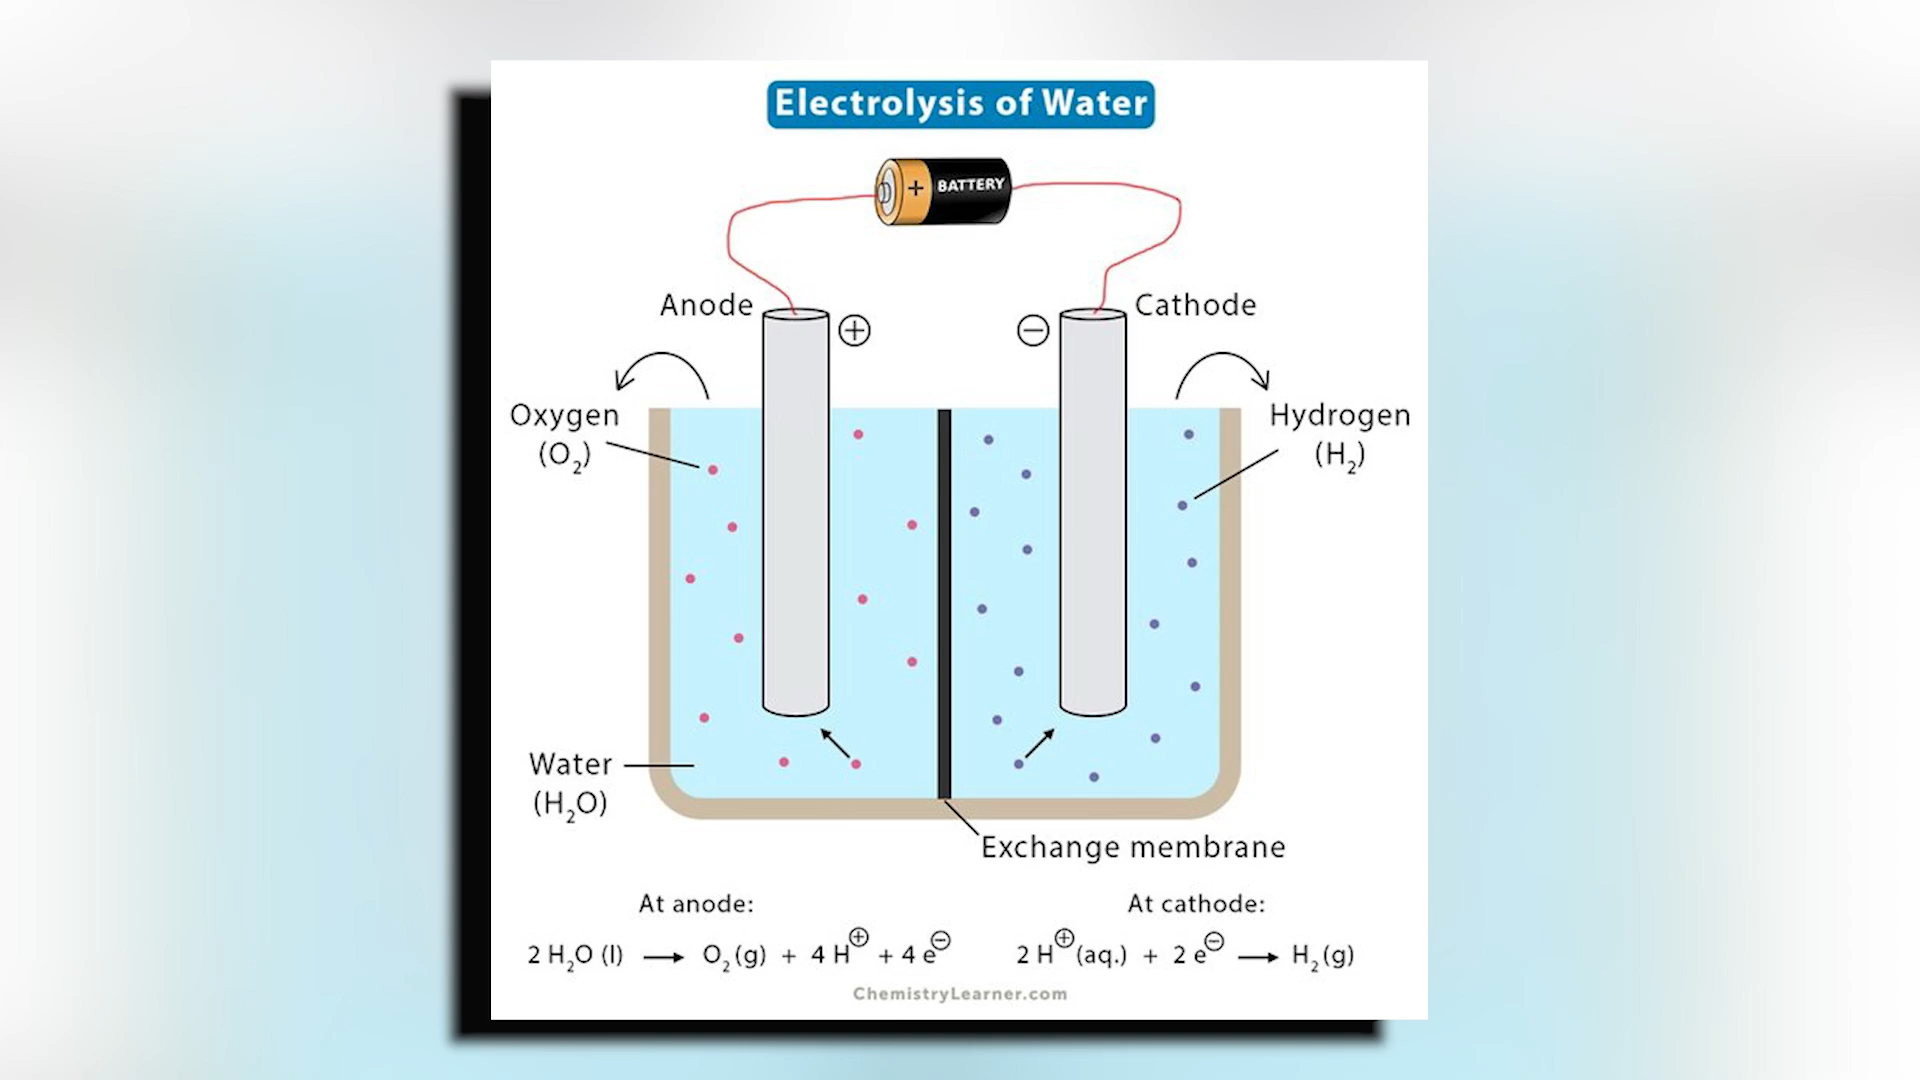 Electrolysis of Water
+ BATTERY
Anode
+
−
Cathode
Oxygen
(O₂)
Hydrogen
(H₂)
Water
(H₂O)
Exchange membrane
At anode:
2 H₂O (l) ⟶ O₂ (g) + 4 H⊕ + 4 e⊖
At cathode:
2 H⊕ (aq.) + 2 e⊖ ⟶ H₂ (g)
ChemistryLearner.com